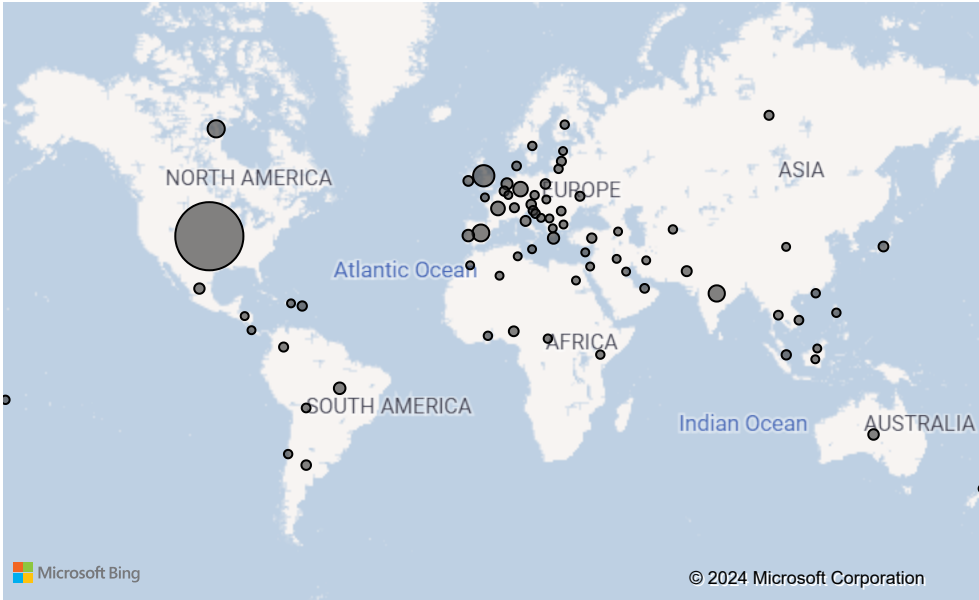 ASIA
NORTH AMERICA
EUROPE
Atlantic Ocean
AFRICA
SOUTH AMERICA
Indian Ocean
AUSTRALIA
Microsoft Bing
© 2024 Microsoft Corporation